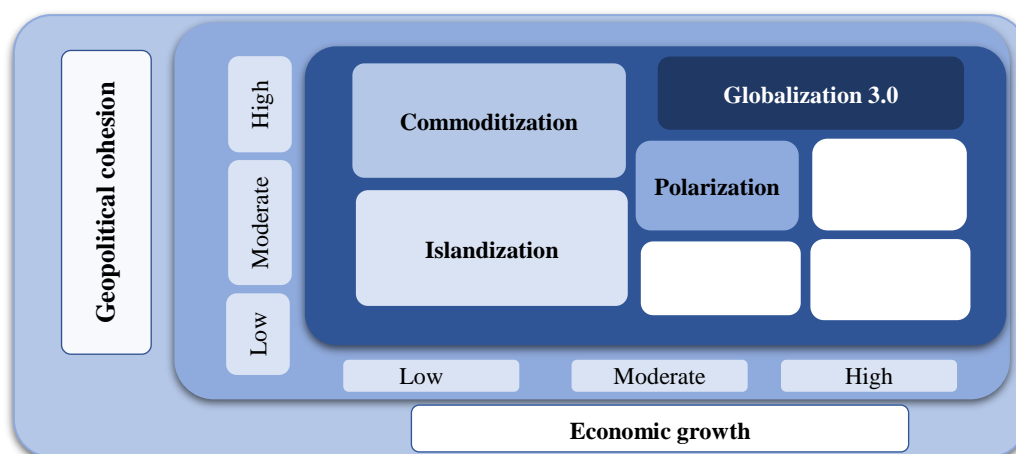 Geopolitical cohesion
High
Moderate
Low
Commoditization
Globalization 3.0
Polarization
Islandization
Low
Moderate
High
Economic growth